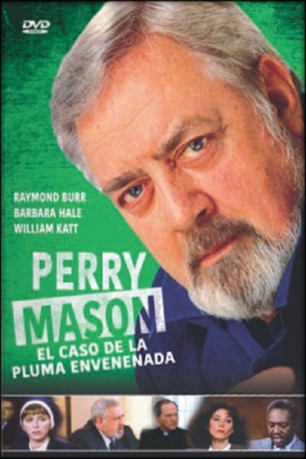 DVD
RAYMOND BURR
BARBARA HALE
WILLIAM KATT
PERRY
MASON
EL CASO DE LA
PLUMA ENVENENADA